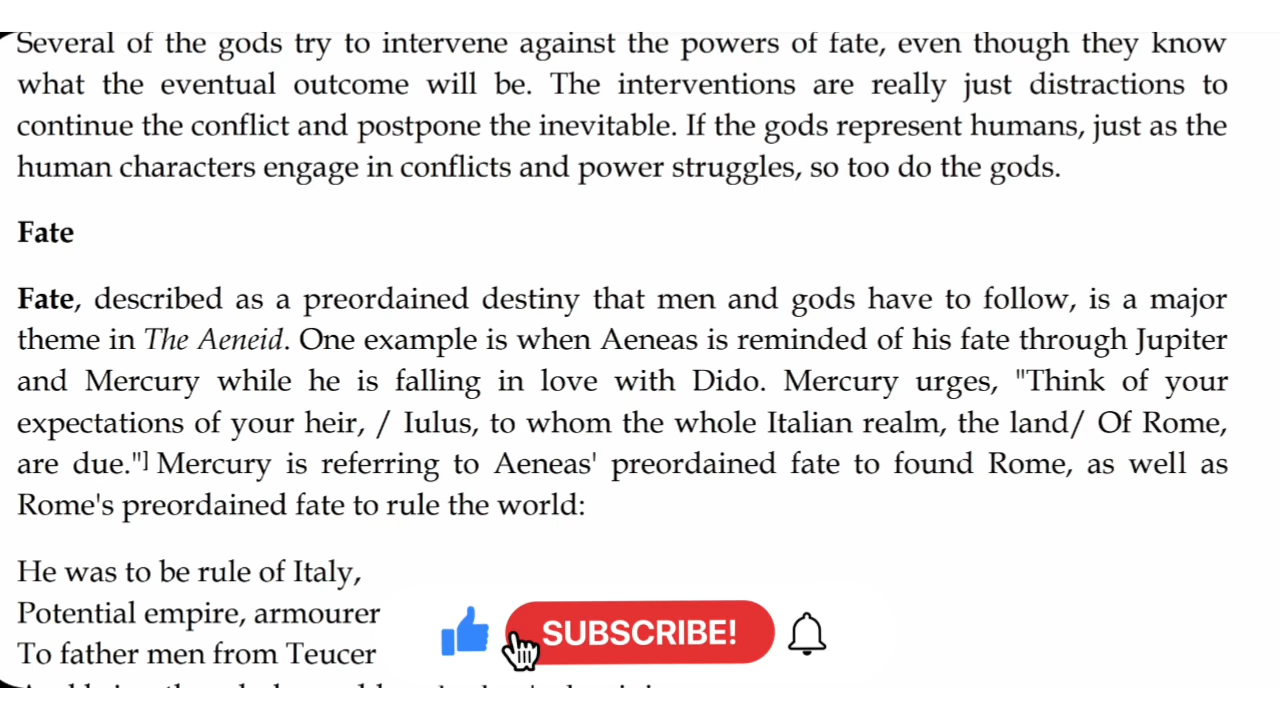 Several of the gods try to intervene against the powers of fate, even though they know
what the eventual outcome will be. The interventions are really just distractions to
continue the conflict and postpone the inevitable. If the gods represent humans, just as the
human characters engage in conflicts and power struggles, so too do the gods.
Fate
Fate, described as a preordained destiny that men and gods have to follow, is a major
theme in The Aeneid. One example is when Aeneas is reminded of his fate through Jupiter
and Mercury while he is falling in love with Dido. Mercury urges, "Think of your
expectations of your heir, / Iulus, to whom the whole Italian realm, the land/ Of Rome,
are due."] Mercury is referring to Aeneas' preordained fate to found Rome, as well as
Rome's preordained fate to rule the world:
He was to be rule of Italy,
Potential empire, armourer
To father men from Teucer
SUBSCRIBE!